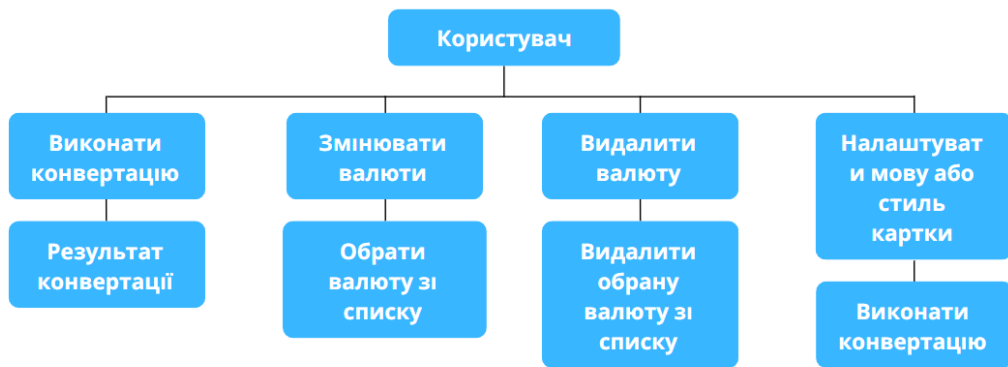 Користувач
Виконати
конвертацію
Змінювати
валюти
Видалити
валюту
Налаштуват
и мову або
стиль
картки
Результат
конвертації
Обрати
валюту зі
списку
Видалити
обрану
валюту зі
списку
Виконати
конвертацію